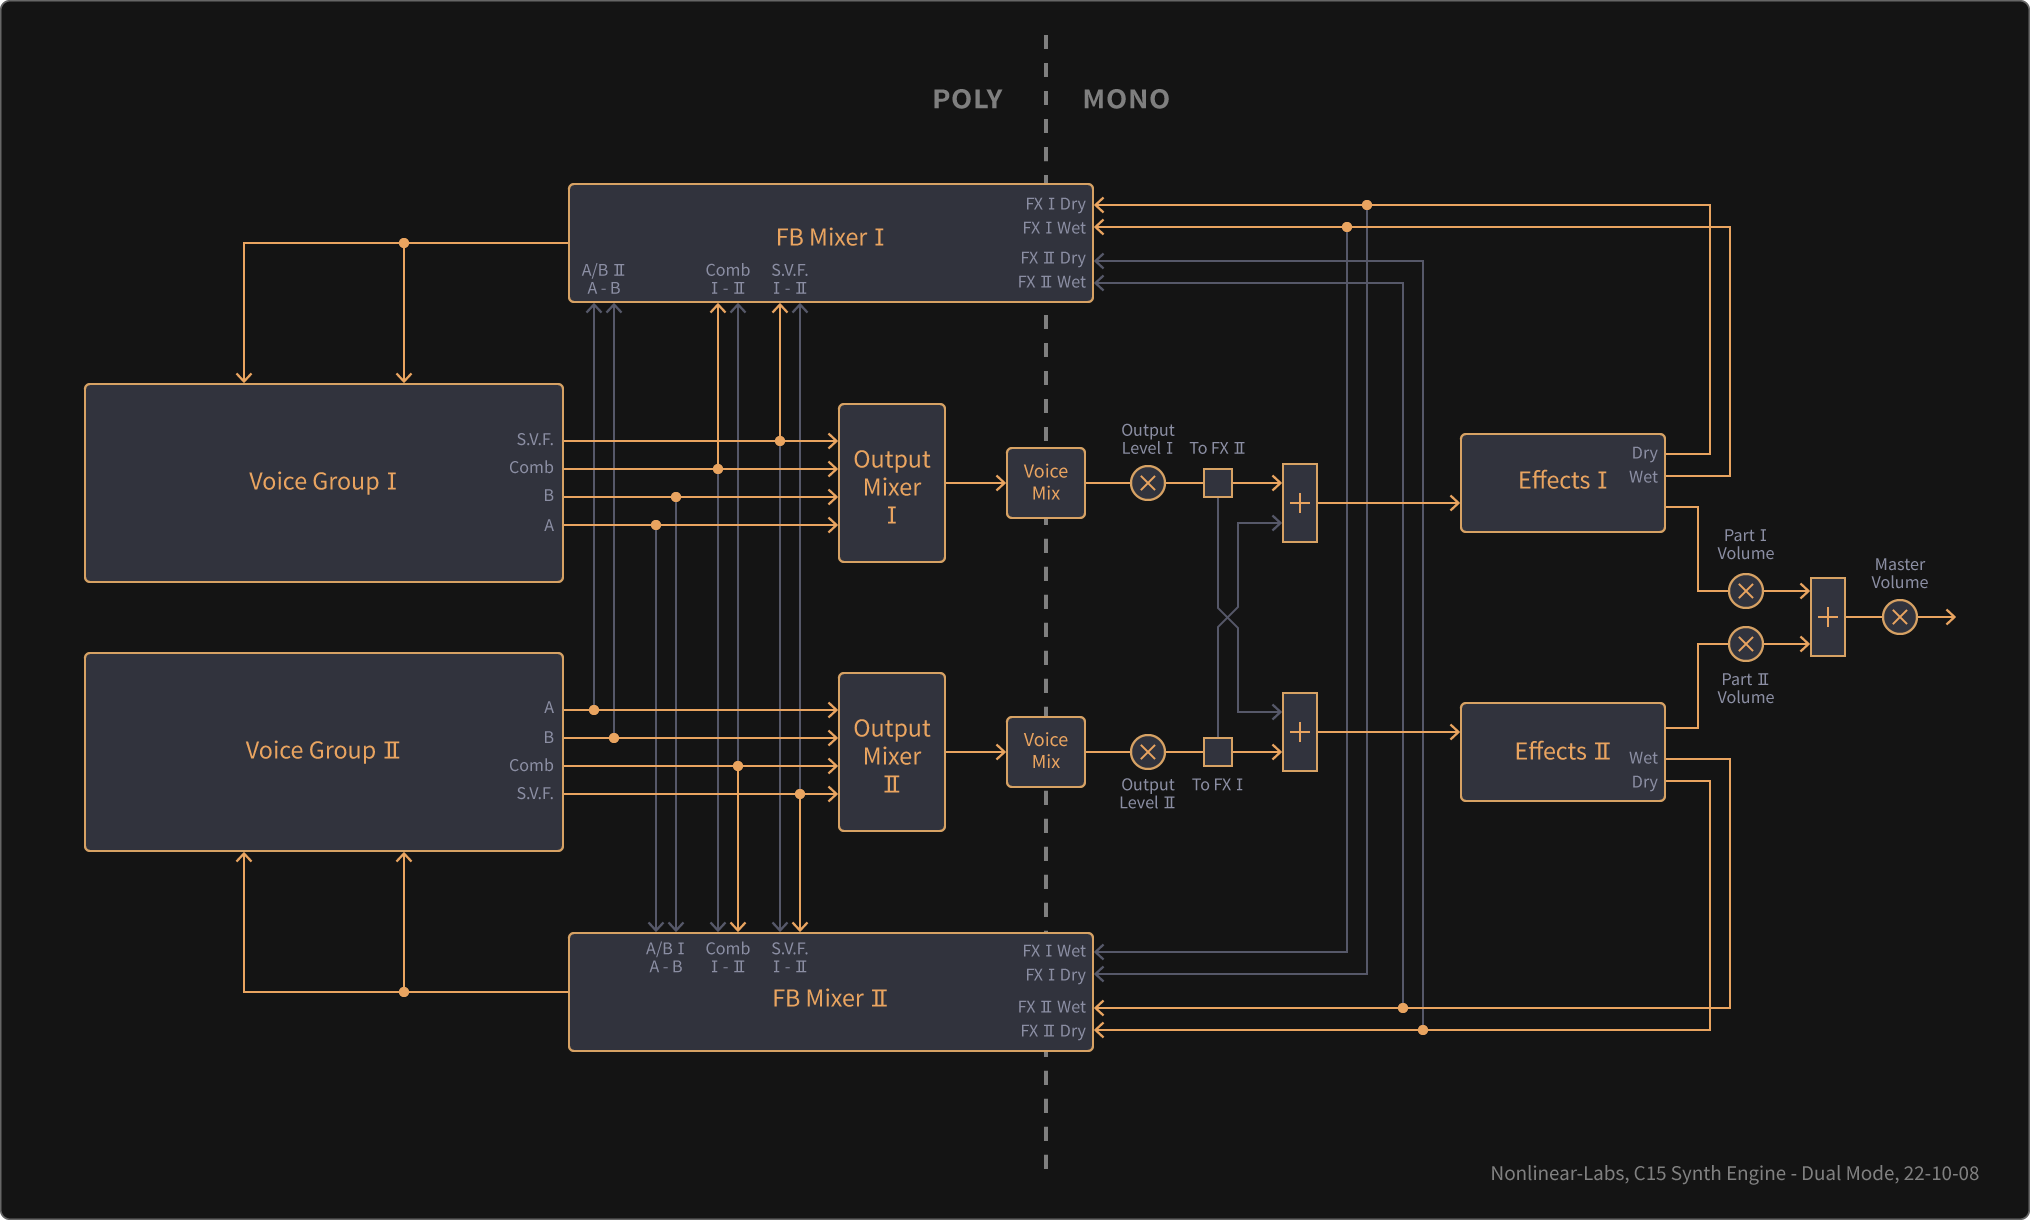 POLY
MONO
FX I Dry
FX I Wet
FB Mixer I
FX II Dry
FX II Wet
A/B II
A - B
Comb
I - II
S.V.F.
I - II
Voice Group I
S.V.F.
Comb
B
A
Output
Mixer
I
Voice
Mix
Output
Level I
To FX II
Effects I
Dry
Wet
Part I
Volume
Master
Volume
Part II
Volume
Voice Group II
A
B
Comb
S.V.F.
Output
Mixer
II
Voice
Mix
Output
Level II
To FX I
Effects II
Wet
Dry
A/B I
A - B
Comb
I - II
S.V.F.
I - II
FB Mixer II
FX I Wet
FX I Dry
FX II Wet
FX II Dry
Nonlinear-Labs, C15 Synth Engine - Dual Mode, 22-10-08